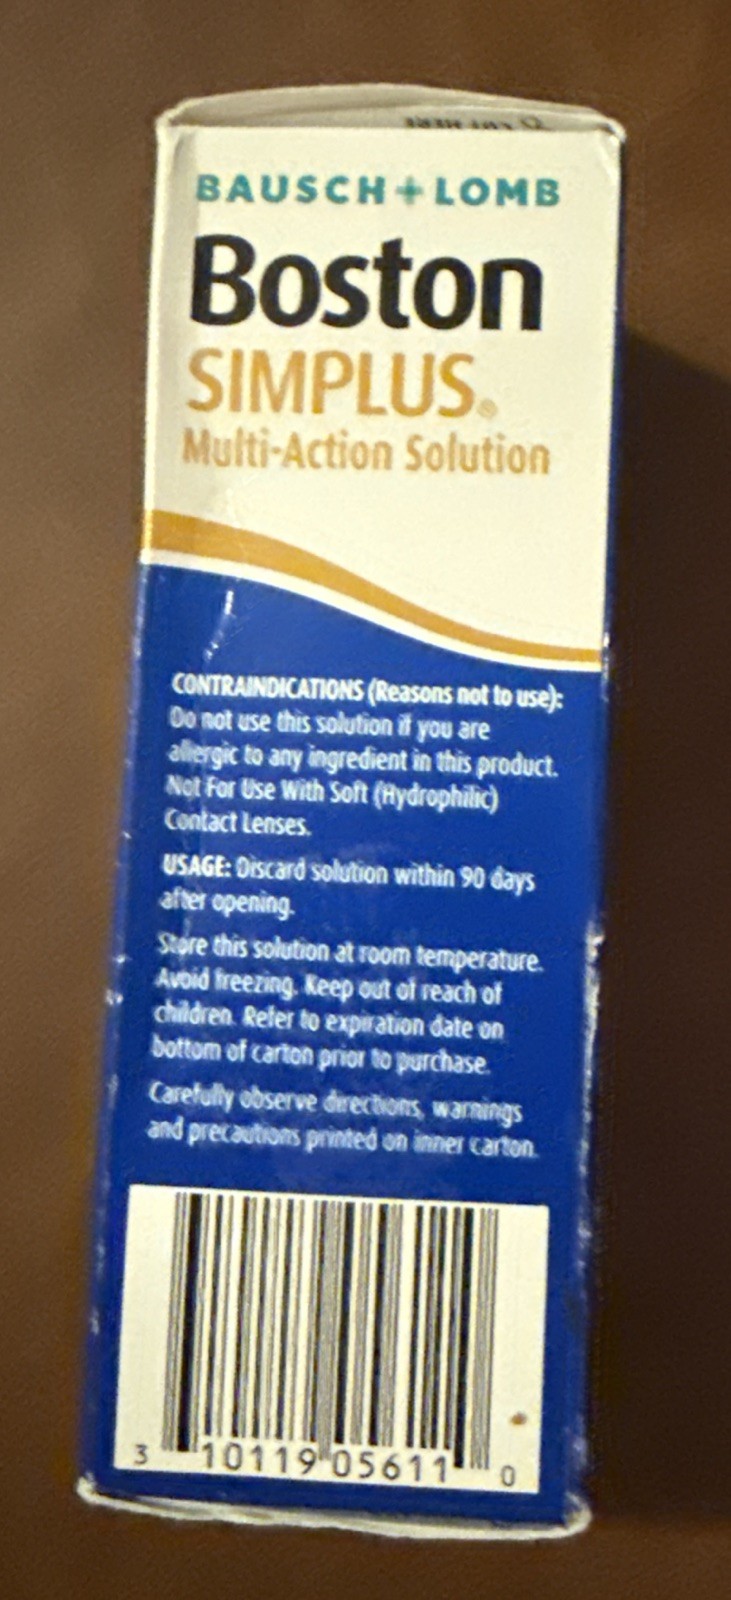 BAUSCH + LOMB
Boston
SIMPLUS®
Multi-Action Solution
CONTRAINDICATIONS (Reasons not to use):
Do not use this solution if you are
allergic to any ingredient in this product.
Not For Use With Soft (Hydrophilic)
Contact Lenses.
USAGE: Discard solution within 90 days
after opening.
Store this solution at room temperature.
Avoid freezing. Keep out of reach of
children. Refer to expiration date on
bottom of carton prior to purchase.
Carefully observe directions, warnings
and precautions printed on inner carton.
3 10119 05611 0